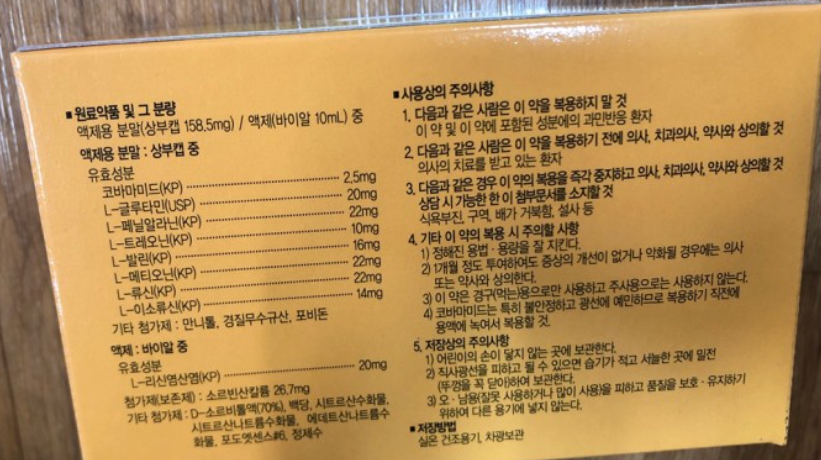 ■ 원료약품 및 그 분량
액제용 분말(상부캡 158.5mg) / 액제(바이알 10mL) 중
액제용 분말 : 상부캡 중
유효성분
코바마미드(KP) ······ 2.5mg
L-글루타민(USP) ······ 20mg
L-페닐알라닌(KP) ······ 22mg
L-트레오닌(KP) ······ 10mg
L-발린(KP) ······ 16mg
L-메티오닌(KP) ······ 22mg
L-류신(KP) ······ 22mg
L-이소류신(KP) ······ 14mg
기타 첨가제 : 만니톨, 경질무수규산, 포비돈
액제 : 바이알 중
유효성분
L-리산염산염(KP) ······ 20mg
첨가제(보존제) : 소르빈산칼륨 26.7mg
기타 첨가제 : D-소르비톨액(70%), 백당, 시트르산수화물,
시트르산나트륨수화물, 에데트산나트륨수
화물, 포도엣센스#6, 정제수
■ 사용상의 주의사항
1. 다음과 같은 사람은 이 약을 복용하지 말 것
이 약 및 이 약에 포함된 성분에의 과민반응 환자
2. 다음과 같은 사람은 이 약을 복용하기 전에 의사, 치과의사, 약사와 상의할 것
의사의 치료를 받고 있는 환자
3. 다음과 같은 경우 이 약의 복용을 즉각 중지하고 의사, 치과의사, 약사와 상의할 것
상담 시 가능한 한 이 첨부문서를 소지할 것
식욕부진, 구역, 배가 거북함, 설사 등
4. 기타 이 약의 복용 시 주의할 사항
1) 정해진 용법·용량을 잘 지킨다.
2) 1개월 정도 투여하여도 증상의 개선이 없거나 악화될 경우에는 의사
또는 약사와 상의한다.
3) 이 약은 경구(먹는)용으로만 사용하고 주사용으로는 사용하지 않는다.
4) 코바마미드는 특히 불안정하고 광선에 예민하므로 복용하기 직전에
용액에 녹여서 복용할 것.
5. 저장상의 주의사항
1) 어린이의 손이 닿지 않는 곳에 보관한다.
2) 직사광선을 피하고 될 수 있으면 습기가 적고 서늘한 곳에 밀전
(뚜껑을 꼭 닫아)하여 보관한다.
3) 오·남용(잘못 사용하거나 많이 사용)을 피하고 품질을 보호·유지하기
위하여 다른 용기에 넣지 않는다.
■ 저장방법
실온 건조용기, 차광보관